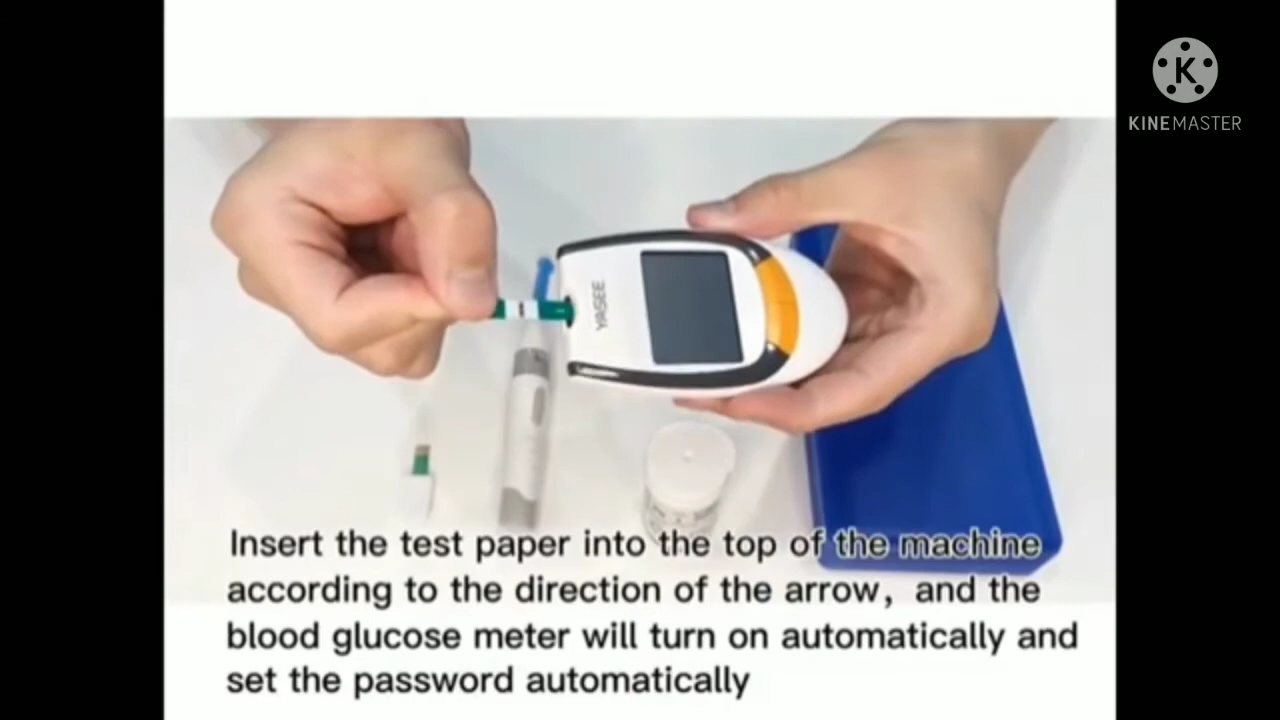 KINEMASTER
YASEE
Insert the test paper into the top of the machine
according to the direction of the arrow, and the
blood glucose meter will turn on automatically and
set the password automatically